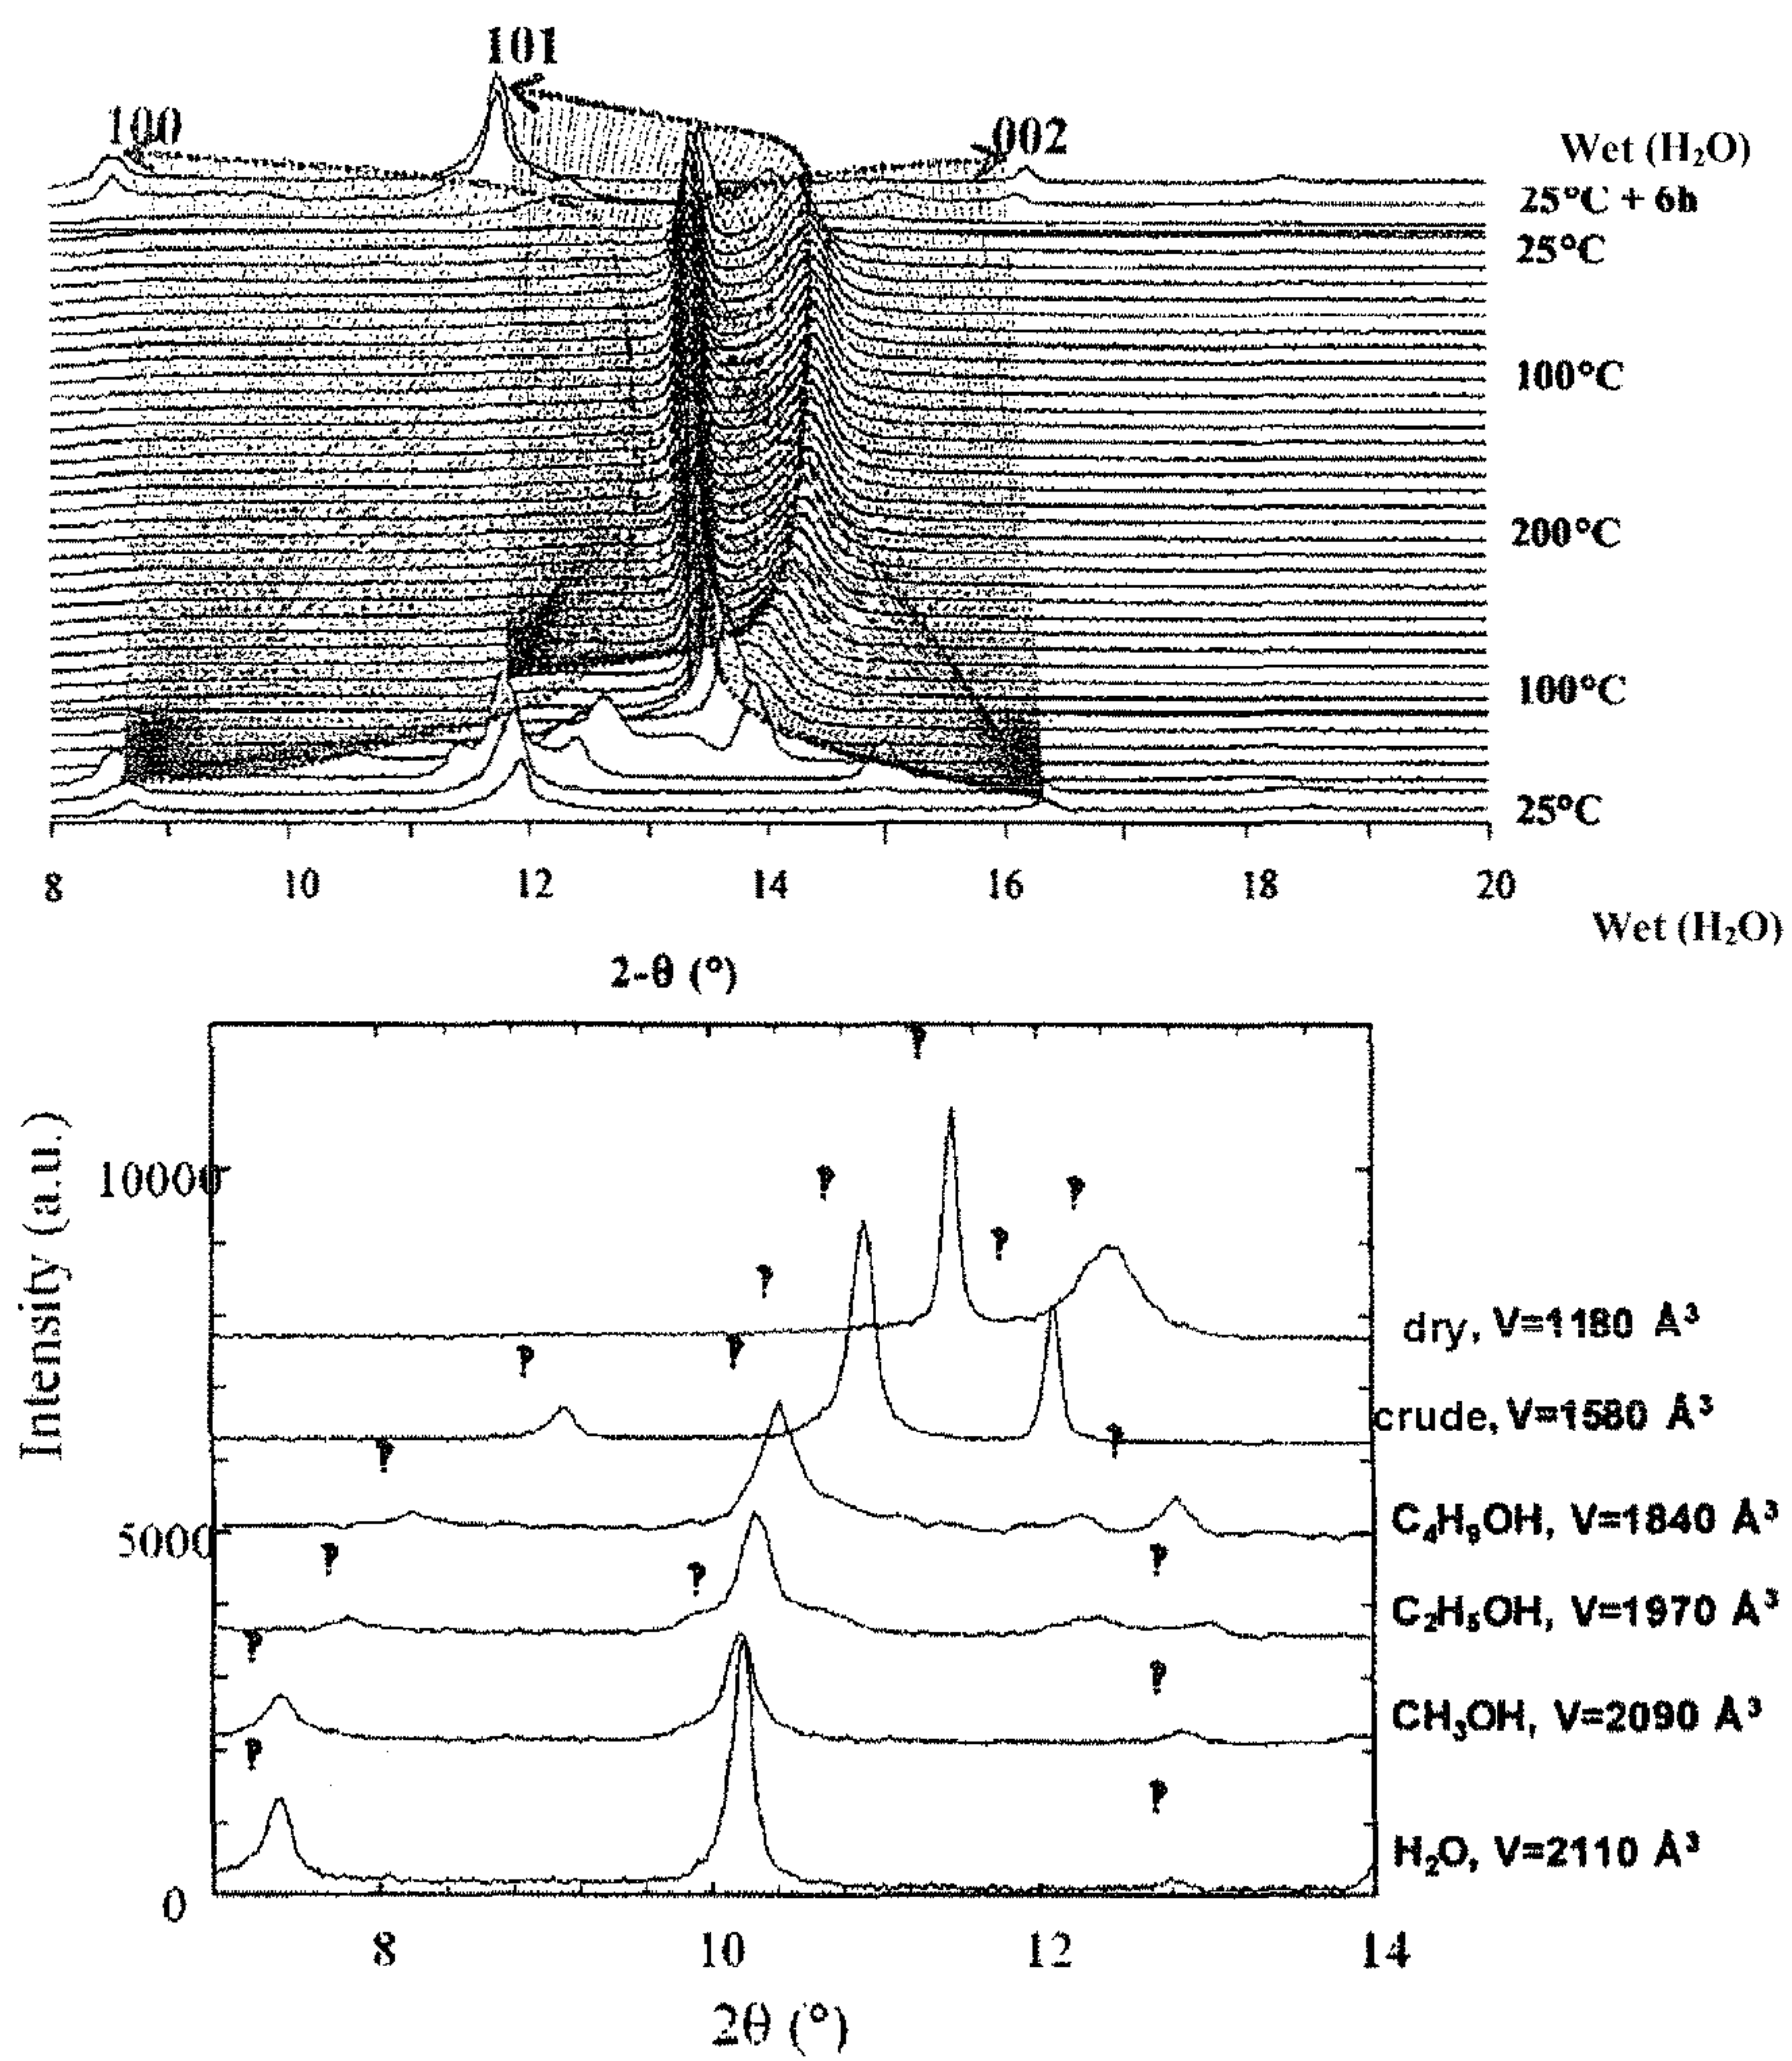 101
100
002
Wet (H₂O)
25°C + 6h
25°C
100°C
200°C
100°C
25°C
8 10 12 14 16 18 20
Wet (H₂O)
2-θ (°)
Intensity (a.u.)
10000
5000
0
dry, V=1180 Å³
crude, V=1580 Å³
C₄H₉OH, V=1840 Å³
C₂H₅OH, V=1970 Å³
CH₃OH, V=2090 Å³
H₂O, V=2110 Å³
8 10 12 14
2θ (°)